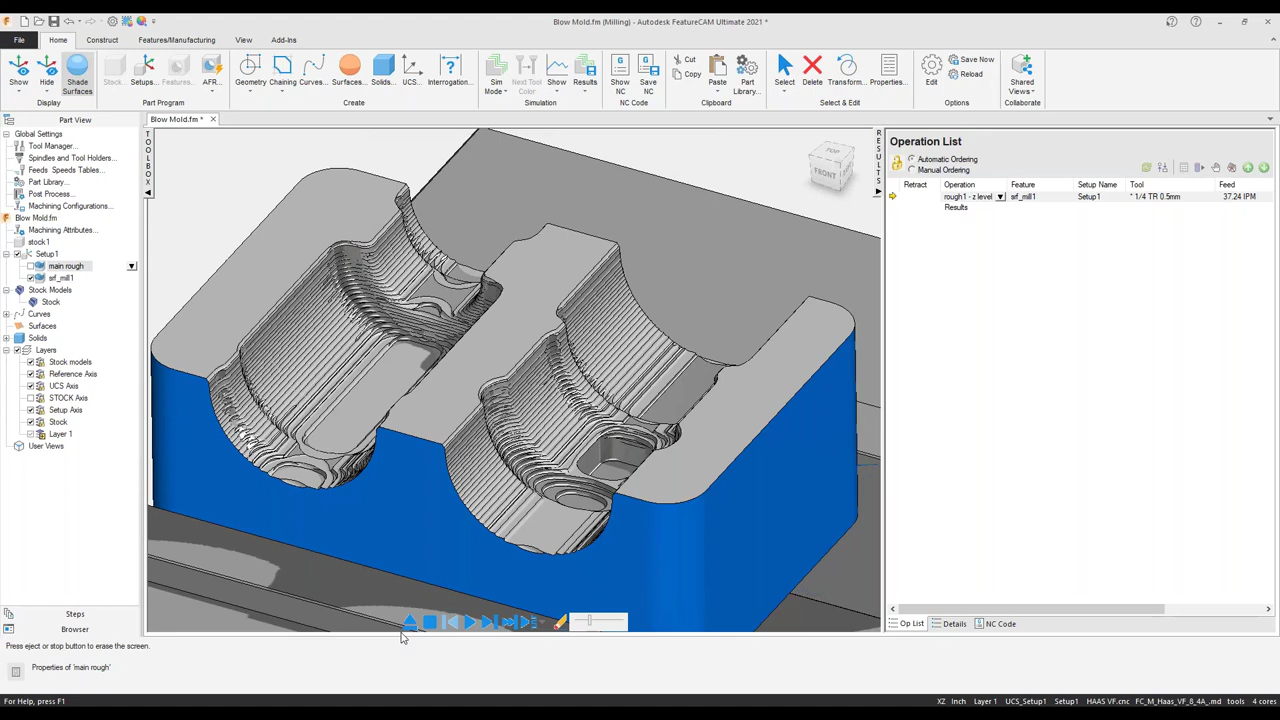 Blow Mold.fm (Milling) - Autodesk FeatureCAM Ultimate 2021 *
File Home Construct Features/Manufacturing View Add-Ins
Show Hide Shade Surfaces
Stock... Setups... Features... AFR...
Geometry Chaining Curves... Surfaces... Solids... UCS... Interrogation...
Sim Mode Next Tool Color Show Results
Show NC Save NC
Cut Copy Paste Part Library...
Select Delete Transform... Properties...
Edit Save Now Reload
Shared Views
Display Part Program Create Simulation NC Code Clipboard Select & Edit Options Collaborate
Part View
Blow Mold.fm *
Global Settings
Tool Manager...
Spindles and Tool Holders...
Feeds Speeds Tables...
Part Library...
Post Process...
Machining Configurations...
Blow Mold.fm
Machining Attributes...
stock1
Setup1
main rough
srf_mill1
Stock Models
Stock
Curves
Surfaces
Solids
Layers
Stock models
Reference Axis
UCS Axis
STOCK Axis
Setup Axis
Stock
Layer 1
User Views
Steps
Browser
TOOLBOX
FRONT
RESULTS
Operation List
Automatic Ordering
Manual Ordering
Retract Operation Feature Setup Name Tool Feed
rough1 - z level srf_mill1 Setup1 * 1/4 TR 0.5mm 37.24 IPM
Results
Op List Details NC Code
Press eject or stop button to erase the screen.
Properties of 'main rough'
For Help, press F1
XZ Inch Layer 1 UCS_Setup1 Setup1 HAAS VF.cnc FC_M_Haas_VF_8_4A_.md tools 4 cores